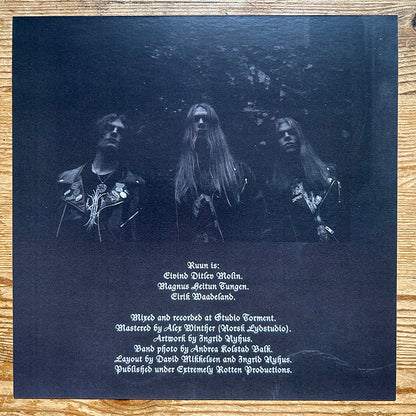 Ruun is:
Eivind Ditlev Molin.
Magnus Heitun Tungen.
Eirik Waadeland.
Mixed and recorded at Studio Torment.
Mastered by Alex Winther (Norsk Lydstudio).
Artwork by Ingrid Nyhus.
Band photo by Andrea Kolstad Balk.
Layout by David Mikkelsen and Ingrid Nyhus.
Published under Extremely Rotten Productions.